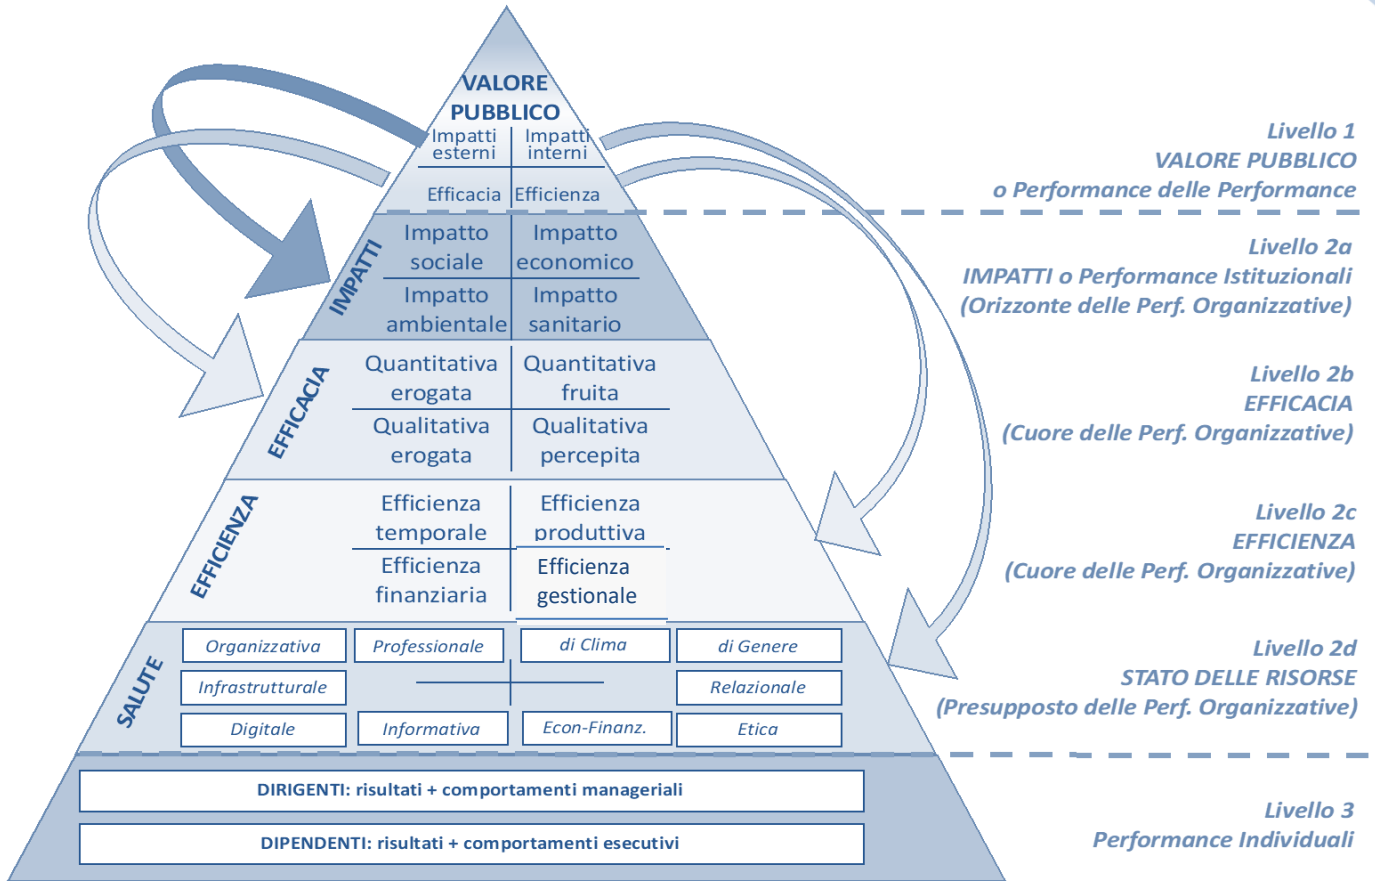 VALORE
PUBBLICO
Impatti
esterni
Impatti
interni
Efficacia
Efficienza
Livello 1
VALORE PUBBLICO
o Performance delle Performance
IMPATTI
Impatto
sociale
Impatto
economico
Impatto
ambientale
Impatto
sanitario
Livello 2a
IMPATTI o Performance Istituzionali
(Orizzonte delle Perf. Organizzative)
EFFICACIA
Quantitativa
erogata
Quantitativa
fruita
Qualitativa
erogata
Qualitativa
percepita
Livello 2b
EFFICACIA
(Cuore delle Perf. Organizzative)
EFFICIENZA
Efficienza
temporale
Efficienza
produttiva
Efficienza
finanziaria
Efficienza
gestionale
Livello 2c
EFFICIENZA
(Cuore delle Perf. Organizzative)
SALUTE
Organizzativa
Professionale
di Clima
di Genere
Infrastrutturale
Relazionale
Digitale
Informativa
Econ-Finanz.
Etica
Livello 2d
STATO DELLE RISORSE
(Presupposto delle Perf. Organizzative)
DIRIGENTI: risultati + comportamenti manageriali
DIPENDENTI: risultati + comportamenti esecutivi
Livello 3
Performance Individuali